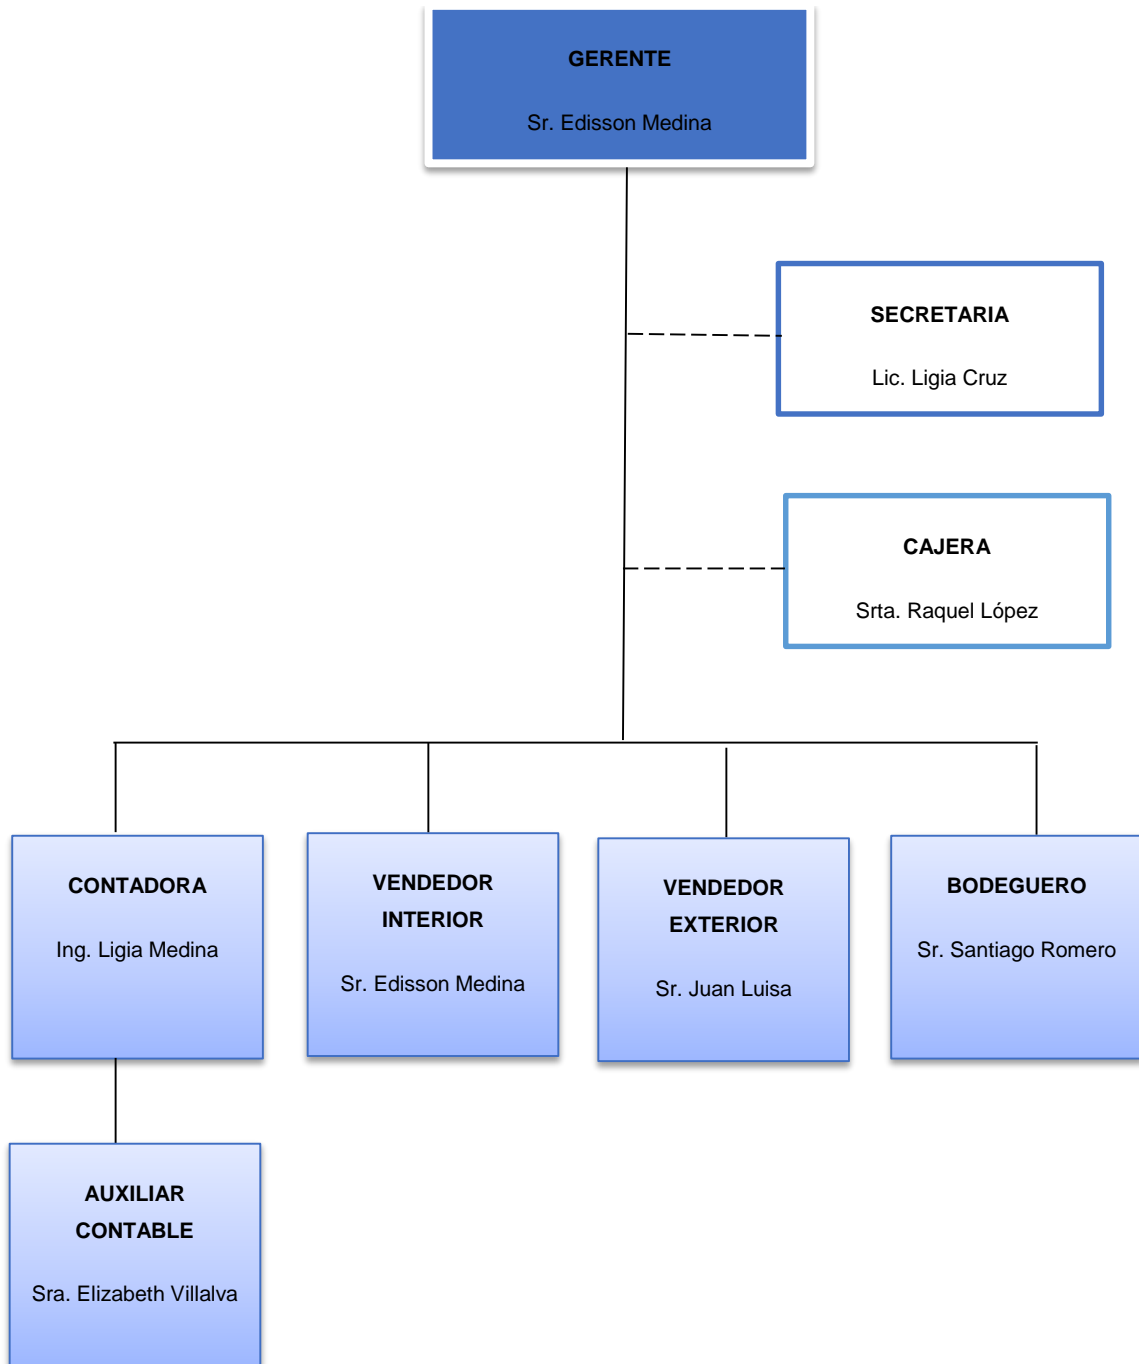 GERENTE
Sr. Edisson Medina
SECRETARIA
Lic. Ligia Cruz
CAJERA
Srta. Raquel López
CONTADORA
Ing. Ligia Medina
VENDEDOR
INTERIOR
Sr. Edisson Medina
VENDEDOR
EXTERIOR
Sr. Juan Luisa
BODEGUERO
Sr. Santiago Romero
AUXILIAR
CONTABLE
Sra. Elizabeth Villalva